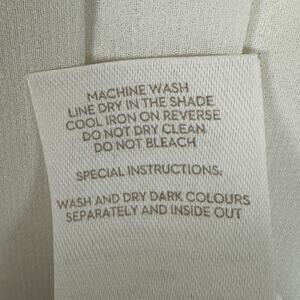 MACHINE WASH
LINE DRY IN THE SHADE
COOL IRON ON REVERSE
DO NOT DRY CLEAN
DO NOT BLEACH
SPECIAL INSTRUCTIONS:
WASH AND DRY DARK COLOURS
SEPARATELY AND INSIDE OUT